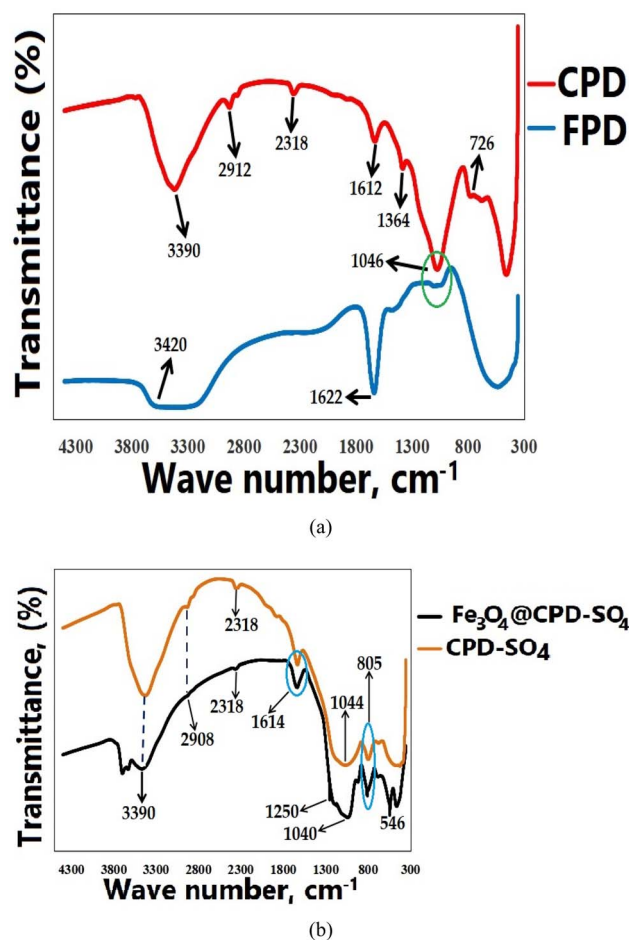 Transmittance (%)
CPD
FPD
2912
2318
1612
1364
726
3390
1046
3420
1622
4300 3800 3300 2800 2300 1800 1300 800 300
Wave number, cm-1
(a)
Transmittance, (%)
Fe3O4@CPD-SO4
CPD-SO4
2318
805
1044
2908
2318
1614
3390
1250
1040
546
4300 3800 3300 2800 2300 1800 1300 800 300
Wave number, cm-1
(b)